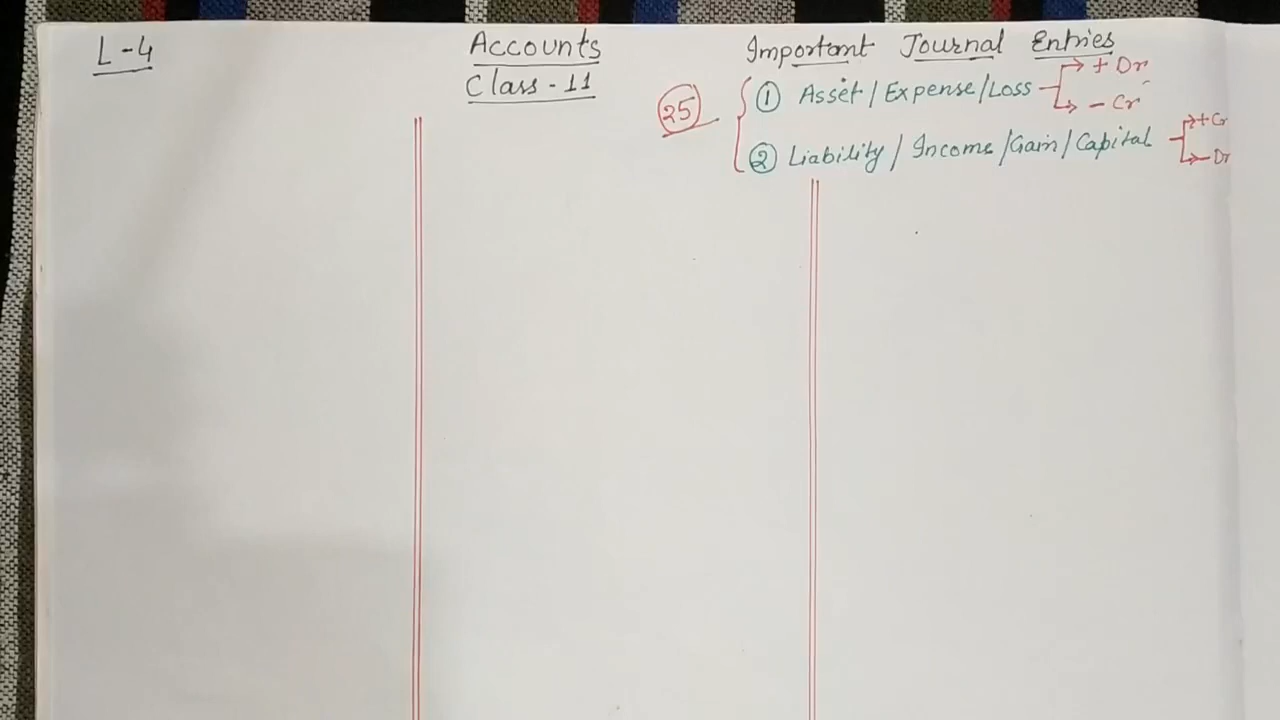 L-4
Accounts
Class - 11
Important Journal Entries
25
① Asset / Expense / Loss → + Dr
→ - Cr
② Liability / Income / Gain / Capital → + Cr
→ - Dr